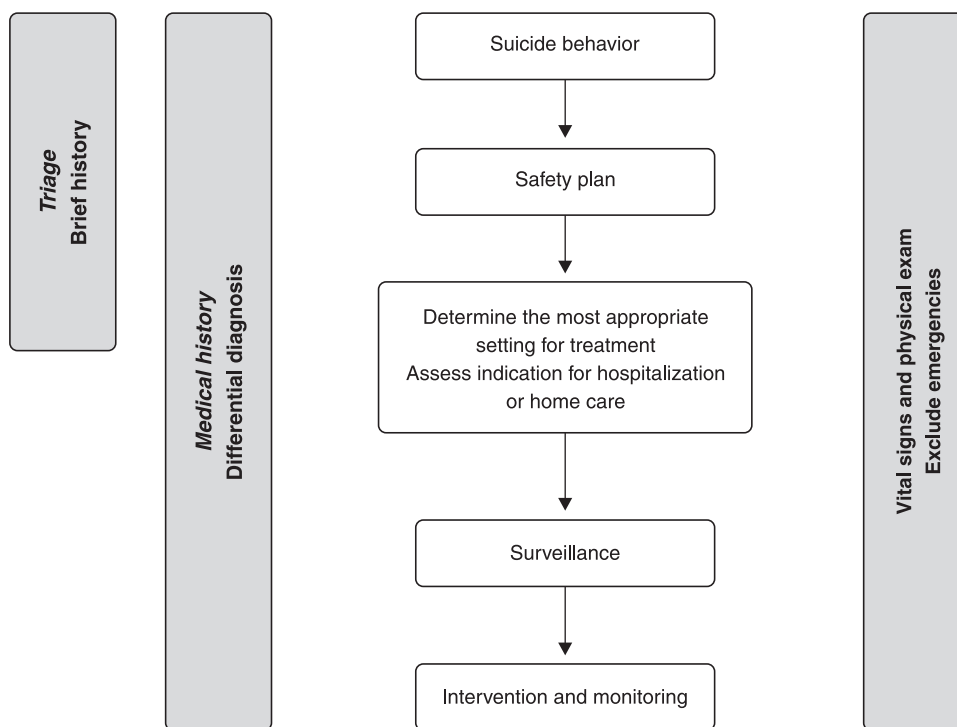 Triage
Brief history
Medical history
Differential diagnosis
Suicide behavior
Safety plan
Determine the most appropriate
setting for treatment
Assess indication for hospitalization
or home care
Surveillance
Intervention and monitoring
Vital signs and physical exam
Exclude emergencies